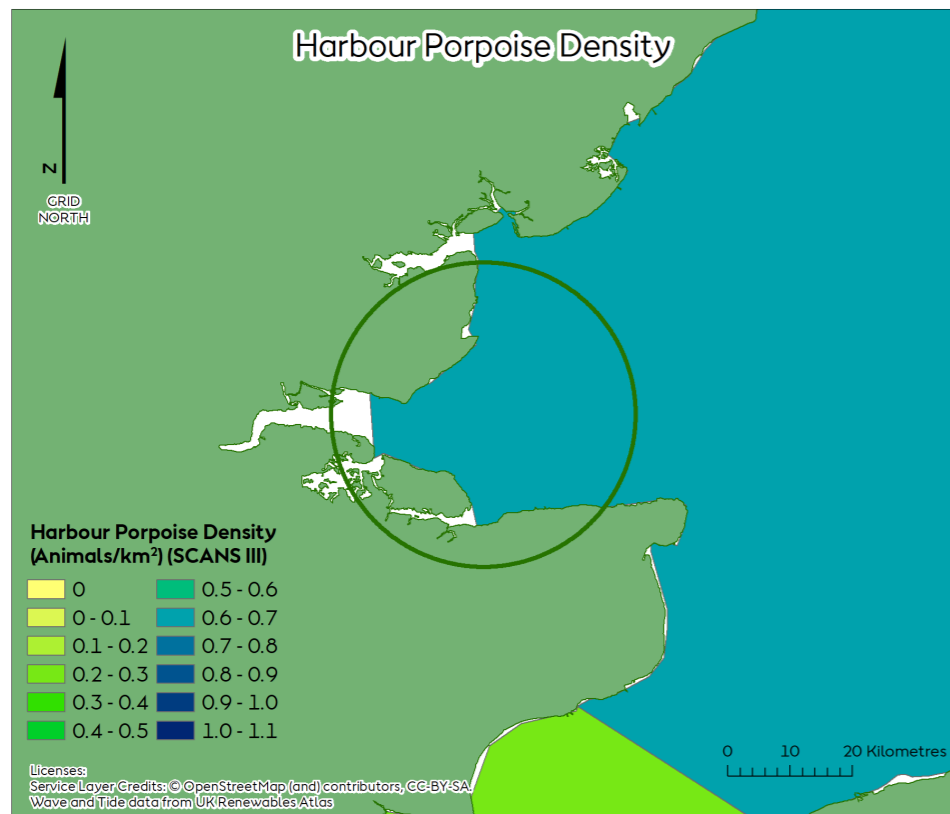 Harbour Porpoise Density
N
GRID
NORTH
Harbour Porpoise Density
(Animals/km²) (SCANS III)
0
0 - 0.1
0.1 - 0.2
0.2 - 0.3
0.3 - 0.4
0.4 - 0.5
0.5 - 0.6
0.6 - 0.7
0.7 - 0.8
0.8 - 0.9
0.9 - 1.0
1.0 - 1.1
0 10 20 Kilometres
Licenses:
Service Layer Credits: © OpenStreetMap (and) contributors, CC-BY-SA.
Wave and Tide data from UK Renewables Atlas